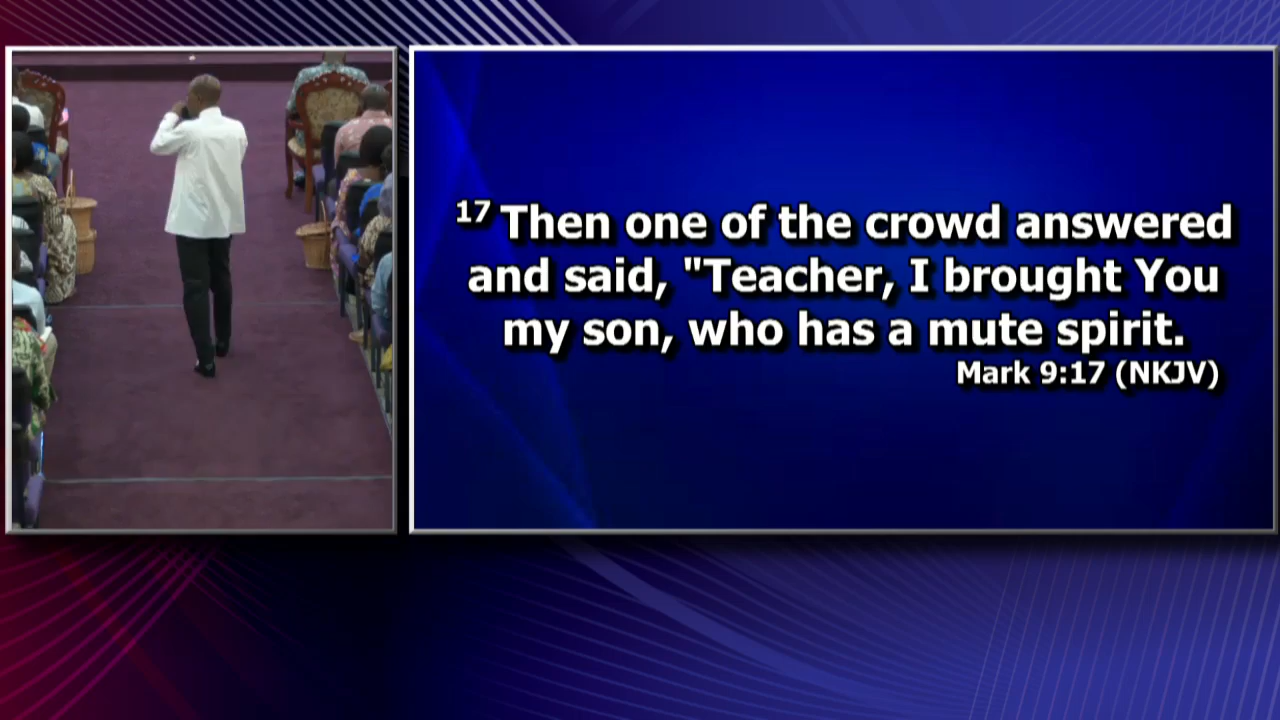 17 Then one of the crowd answered
and said, "Teacher, I brought You
my son, who has a mute spirit.
Mark 9:17 (NKJV)